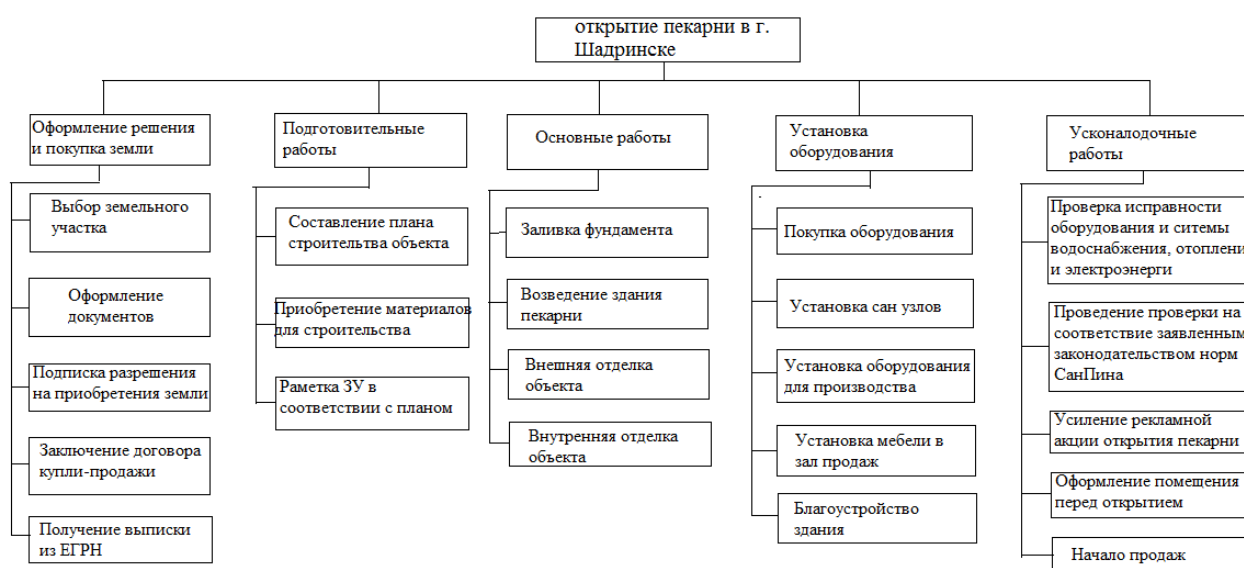 открытие пекарни в г.
Шадринске
Оформление решения
и покупка земли
Выбор земельного
участка
Оформление
документов
Подписка разрешения
на приобретения земли
Заключение договора
купли-продажи
Получение выписки
из ЕГРН
Подготовительные
работы
Составление плана
строительтва объекта
Приобретение материалов
для строительства
Раметка ЗУ в
соответствии с планом
Основные работы
Заливка фундамента
Возведение здания
пекарни
Внешняя отделка
объекта
Внутренняя отделка
объекта
Установка
оборудования
Покупка оборудования
Установка сан узлов
Установка оборудования
для производства
Установка мебели в
зал продаж
Благоустройство
здания
Усконалодочные
работы
Проверка исправности
оборудования и ситемы
водоснабжения, отоплени
и электроэнерги
Проведение проверки на
соответствие заявленным
законодательством норм
СанПина
Усиление рекламной
акции открытия пекарни
Оформление помещения
перед открытием
Начало продаж